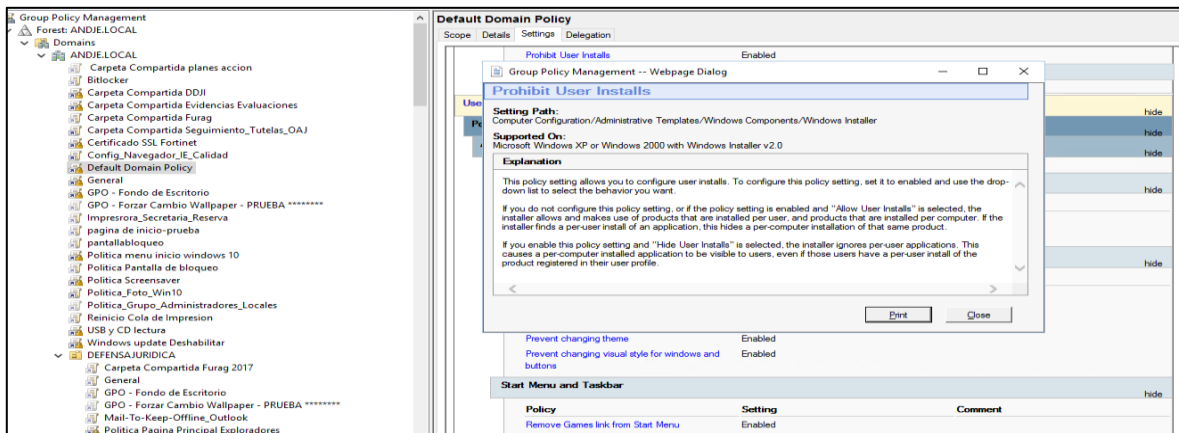 Group Policy Management
Forest: ANDJE.LOCAL
Domains
ANDJE.LOCAL
Carpeta Compartida planes accion
Bitlocker
Carpeta Compartida DDJI
Carpeta Compartida Evidencias Evaluaciones
Carpeta Compartida Furag
Carpeta Compartida Seguimiento_Tutelas_OAJ
Certificado SSL Fortinet
Config_Navegador_IE_Calidad
Default Domain Policy
General
GPO - Fondo de Escritorio
GPO - Forzar Cambio Wallpaper - PRUEBA ********
Impresrora_Secretaria_Reserva
pagina de inicio-prueba
pantallabloqueo
Politica menu inicio windows 10
Politica Pantalla de bloqueo
Politica Screensaver
Politica_Foto_Win10
Politica_Grupo_Administradores_Locales
Reinicio Cola de Impresion
USB y CD lectura
Windows update Deshabilitar
DEFENSAJURIDICA
Carpeta Compartida Furag 2017
General
GPO - Fondo de Escritorio
GPO - Forzar Cambio Wallpaper - PRUEBA ********
Mail-To-Keep-Offline_Outlook
Politica Pagina Principal Exploradores
Default Domain Policy
Scope Details Settings Delegation
Prohibit User Installs Enabled
Group Policy Management -- Webpage Dialog
Prohibit User Installs
Setting Path:
Computer Configuration/Administrative Templates/Windows Components/Windows Installer
Supported On:
Microsoft Windows XP or Windows 2000 with Windows Installer v2.0
Explanation
This policy setting allows you to configure user installs. To configure this policy setting, set it to enabled and use the drop-
down list to select the behavior you want.
If you do not configure this policy setting, or if the policy setting is enabled and "Allow User Installs" is selected, the
installer allows and makes use of products that are installed per user, and products that are installed per computer. If the
installer finds a per-user install of an application, this hides a per-computer installation of that same product.
If you enable this policy setting and "Hide User Installs" is selected, the installer ignores per-user applications. This
causes a per-computer installed application to be visible to users, even if those users have a per-user install of the
product registered in their user profile.
Print Close
Use
hide
Po
hide
hide
hide
hide
Prevent changing theme Enabled
Prevent changing visual style for windows and Enabled
buttons
Start Menu and Taskbar
hide
Policy Setting Comment
Remove Games link from Start Menu Enabled